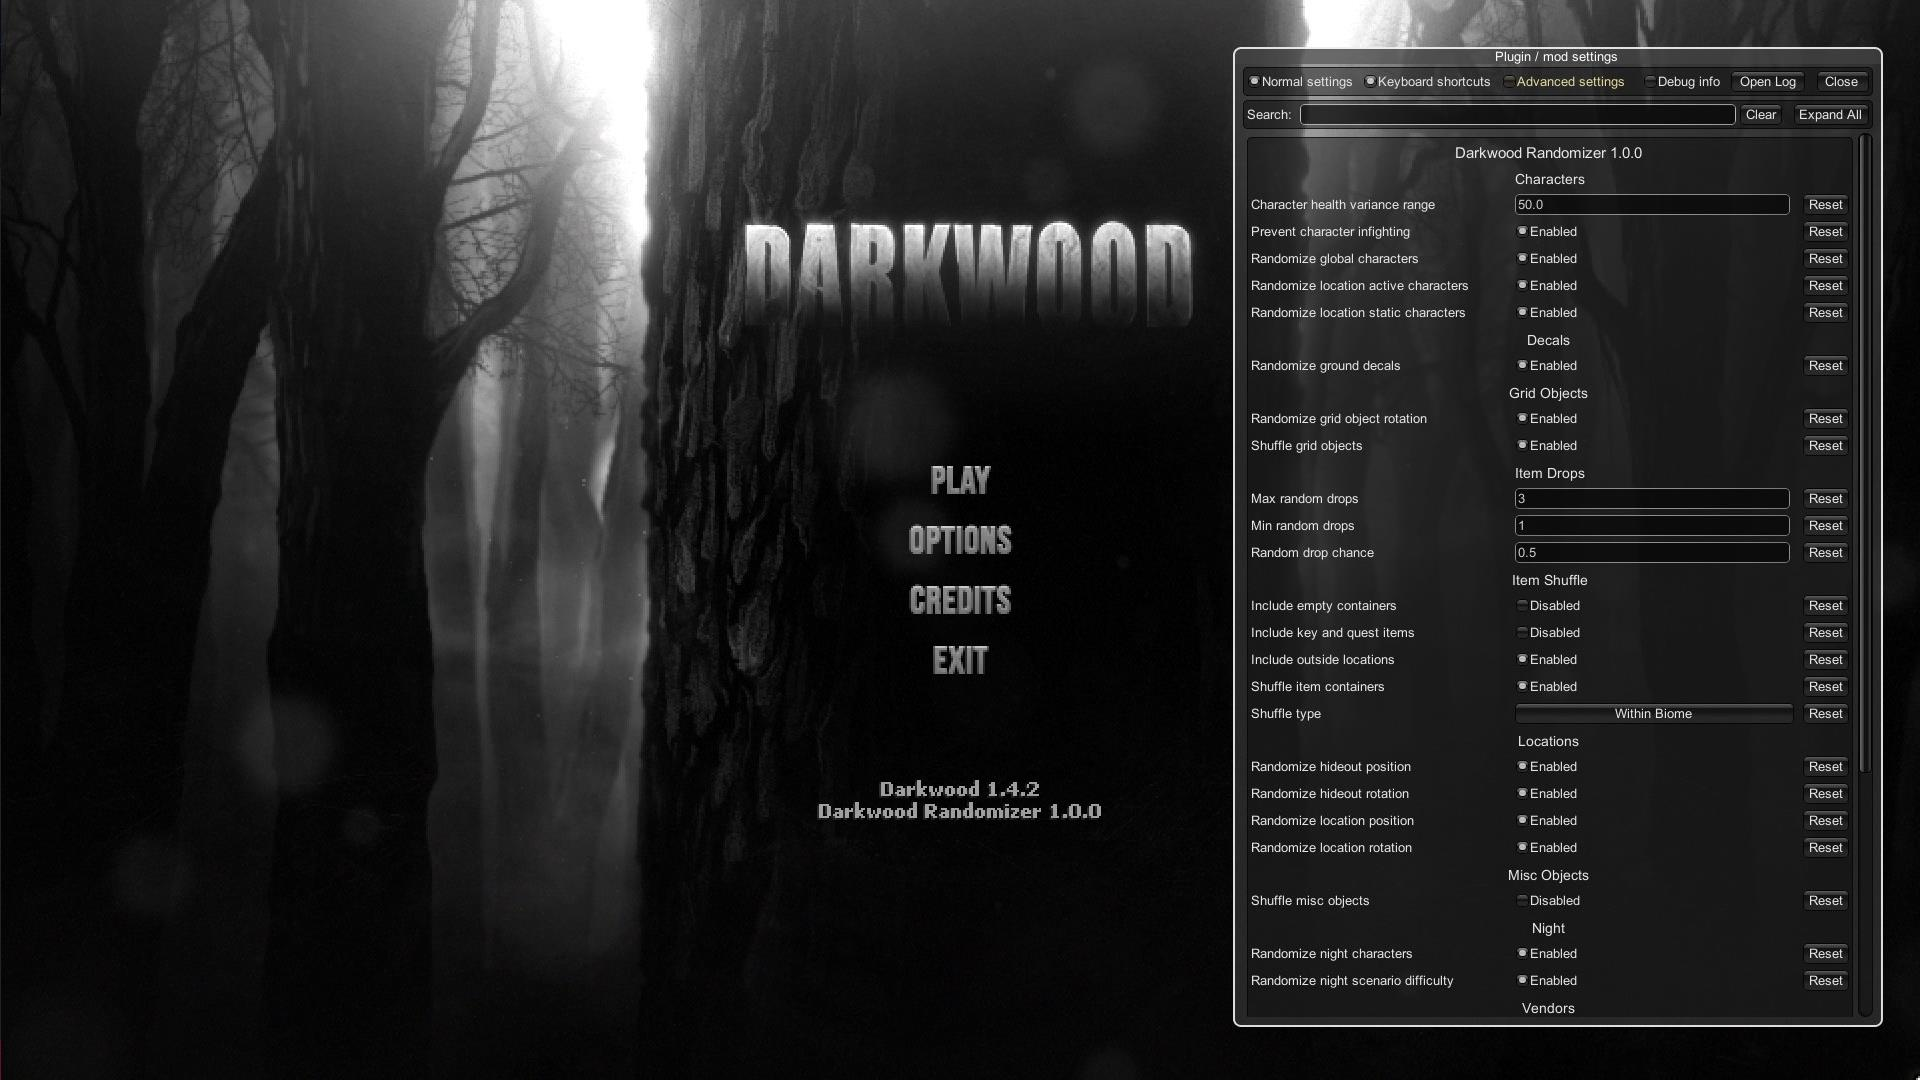 DARKWOOD
PLAY
OPTIONS
CREDITS
EXIT
Darkwood 1.4.2
Darkwood Randomizer 1.0.0
Plugin / mod settings
Normal settings Keyboard shortcuts Advanced settings Debug info Open Log Close
Search: Clear Expand All
Darkwood Randomizer 1.0.0
Characters
Character health variance range 50.0 Reset
Prevent character infighting Enabled Reset
Randomize global characters Enabled Reset
Randomize location active characters Enabled Reset
Randomize location static characters Enabled Reset
Decals
Randomize ground decals Enabled Reset
Grid Objects
Randomize grid object rotation Enabled Reset
Shuffle grid objects Enabled Reset
Item Drops
Max random drops 3 Reset
Min random drops 1 Reset
Random drop chance 0.5 Reset
Item Shuffle
Include empty containers Disabled Reset
Include key and quest items Disabled Reset
Include outside locations Enabled Reset
Shuffle item containers Enabled Reset
Shuffle type Within Biome Reset
Locations
Randomize hideout position Enabled Reset
Randomize hideout rotation Enabled Reset
Randomize location position Enabled Reset
Randomize location rotation Enabled Reset
Misc Objects
Shuffle misc objects Disabled Reset
Night
Randomize night characters Enabled Reset
Randomize night scenario difficulty Enabled Reset
Vendors